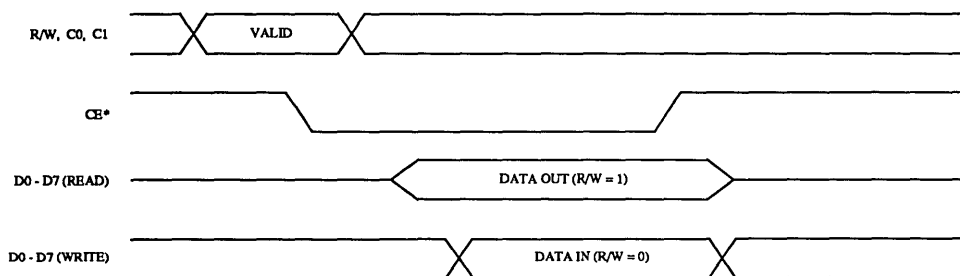 R/W, C0, C1 VALID
CE*
D0 - D7 (READ) DATA OUT (R/W = 1)
D0 - D7 (WRITE) DATA IN (R/W = 0)